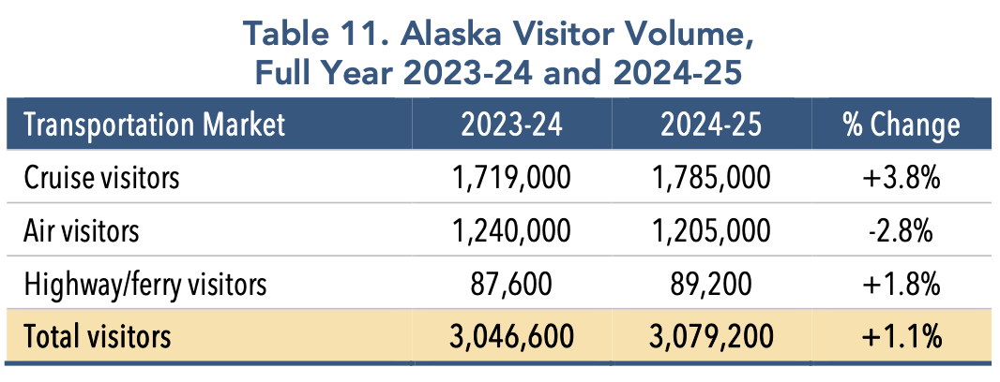 Table 11. Alaska Visitor Volume,
Full Year 2023-24 and 2024-25
Transportation Market 2023-24 2024-25 % Change
Cruise visitors 1,719,000 1,785,000 +3.8%
Air visitors 1,240,000 1,205,000 -2.8%
Highway/ferry visitors 87,600 89,200 +1.8%
Total visitors 3,046,600 3,079,200 +1.1%